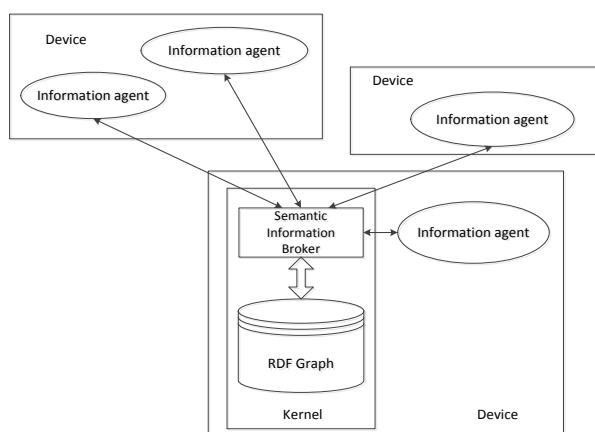 Device
Information agent
Information agent
Device
Information agent
Semantic
Information
Broker
Information agent
RDF Graph
Kernel
Device